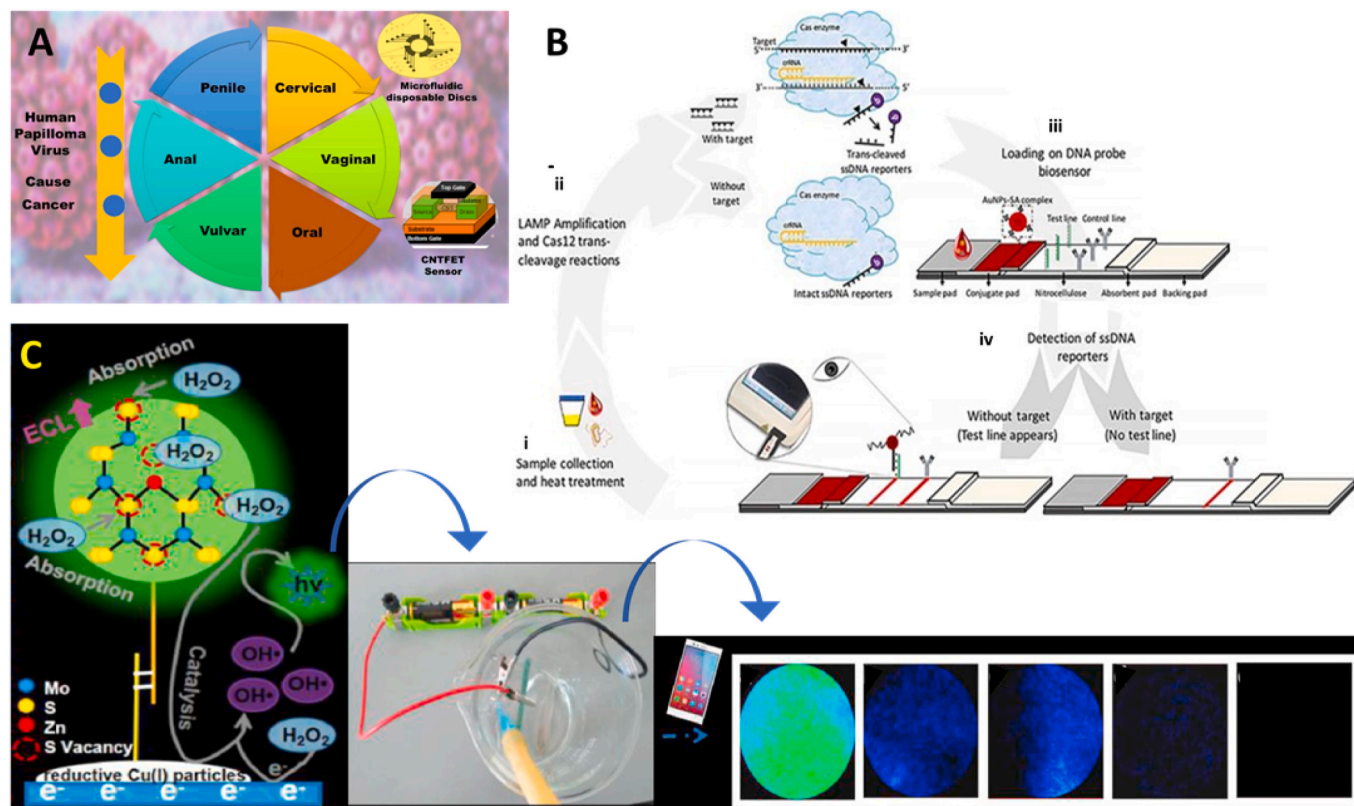 A
Human
Papilloma
Virus
Cause
Cancer
Penile
Cervical
Anal
Vaginal
Vulvar
Oral
Microfluidic
disposable Discs
Top Gate
Source
Drain
Substrate
Bottom Gate
CNTFET
Sensor
B
Cas enzyme
Target
5'
3'
crRNA
3'
5'
With target
Trans-cleaved
ssDNA reporters
Without
target
Cas enzyme
crRNA
Intact ssDNA reporters
ii
LAMP Amplification
and Cas12 trans-
cleavage reactions
iii
Loading on DNA probe
biosensor
AuNPs-SA complex
Test line
Control line
Sample pad
Conjugate pad
Nitrocellulose
Absorbent pad
Backing pad
iv
Detection of ssDNA
reporters
Without target
(Test line appears)
With target
(No test line)
i
Sample collection
and heat treatment
C
Absorption
H2O2
ECL
H2O2
H2O2
H2O2
Absorption
hv
Catalysis
OH•
OH•
OH•
H2O2
Mo
S
Zn
S Vacancy
e-
reductive Cu(I) particles
e- e- e- e- e-